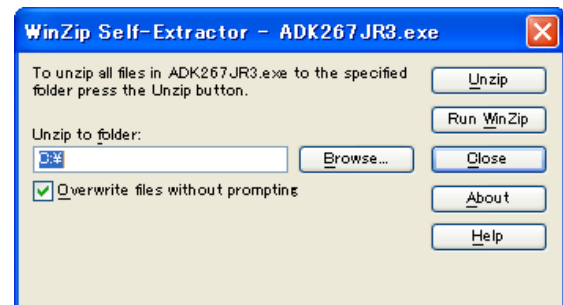 WinZip Self-Extractor - ADK267JR3.exe
To unzip all files in ADK267JR3.exe to the specified
folder press the Unzip button.
Unzip to folder:
D:¥
Browse...
Overwrite files without prompting
Unzip
Run WinZip
Close
About
Help